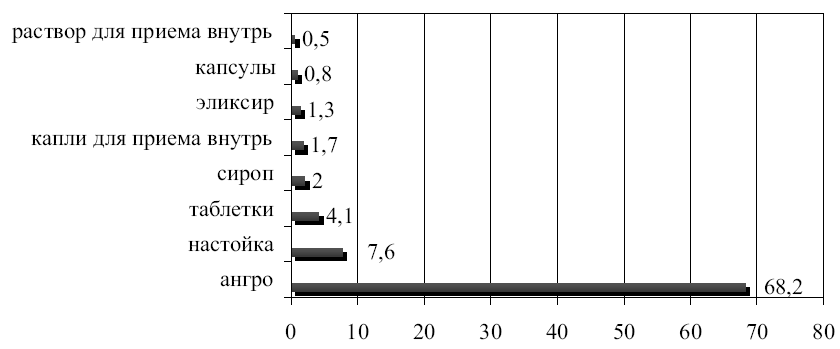 раствор для приема внутрь 0,5
капсулы 0,8
эликсир 1,3
капли для приема внутрь 1,7
сироп 2
таблетки 4,1
настойка 7,6
ангро 68,2
0 10 20 30 40 50 60 70 80